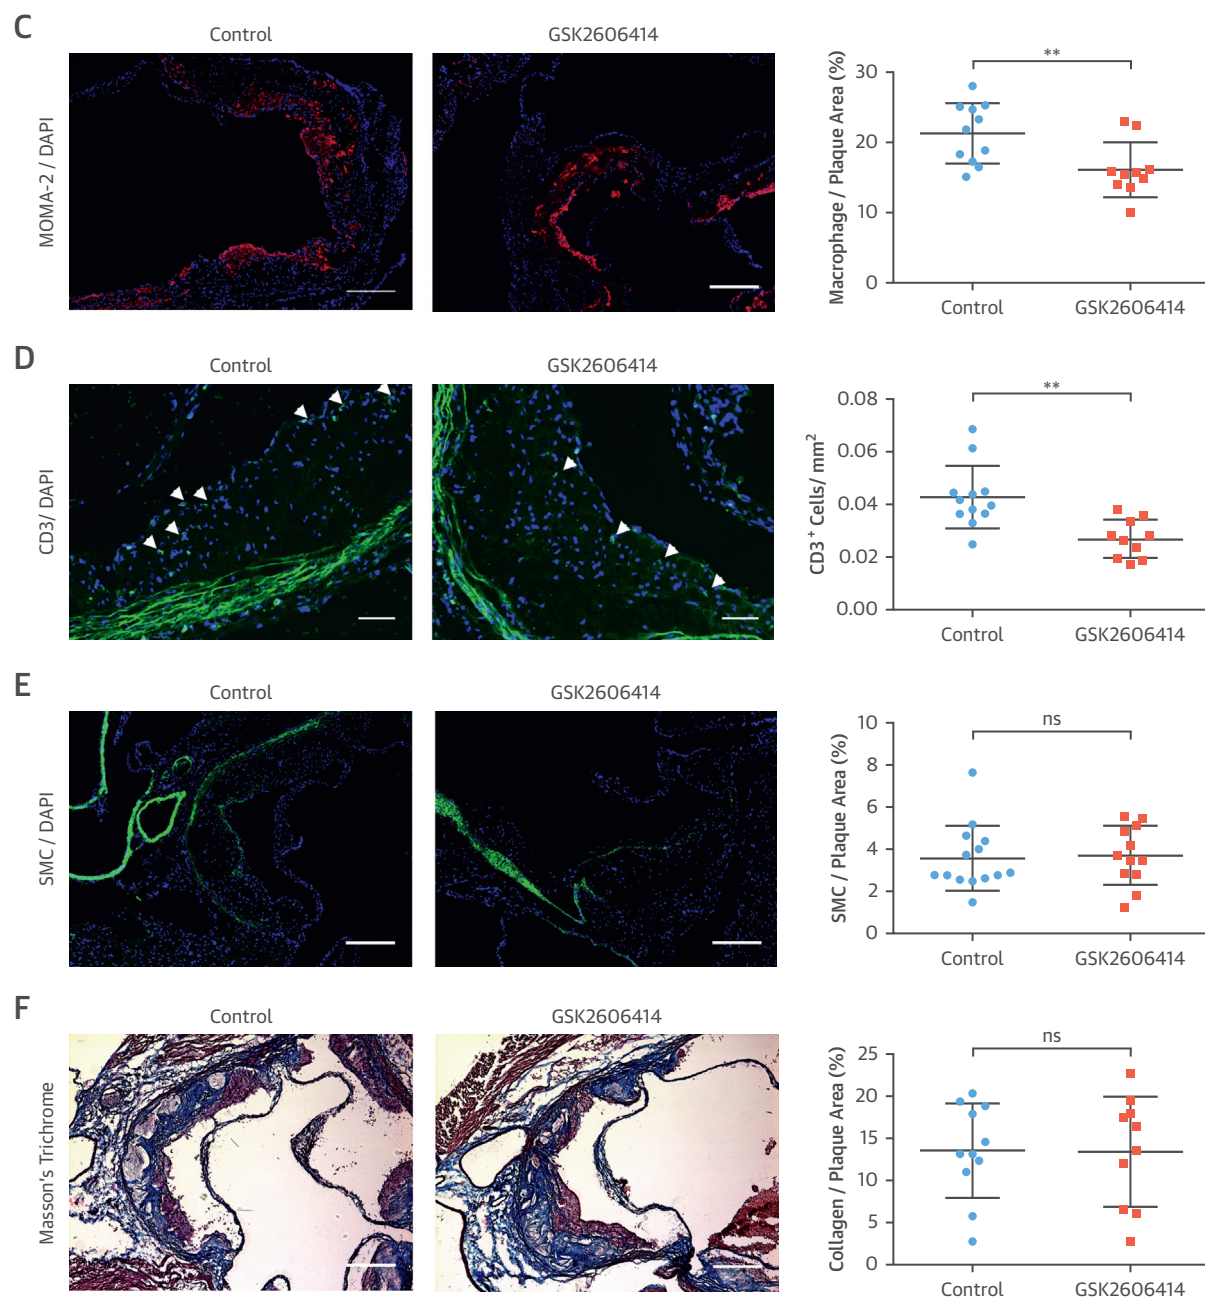 C
Control
GSK2606414
MOMA-2 / DAPI
Macrophage / Plaque Area (%)
**
30
20
10
0
Control
GSK2606414
D
Control
GSK2606414
CD3/ DAPI
CD3⁺ Cells/ mm²
**
0.08
0.06
0.04
0.02
0.00
Control
GSK2606414
E
Control
GSK2606414
SMC / DAPI
SMC / Plaque Area (%)
ns
10
8
6
4
2
0
Control
GSK2606414
F
Control
GSK2606414
Masson's Trichrome
Collagen / Plaque Area (%)
ns
25
20
15
10
5
0
Control
GSK2606414